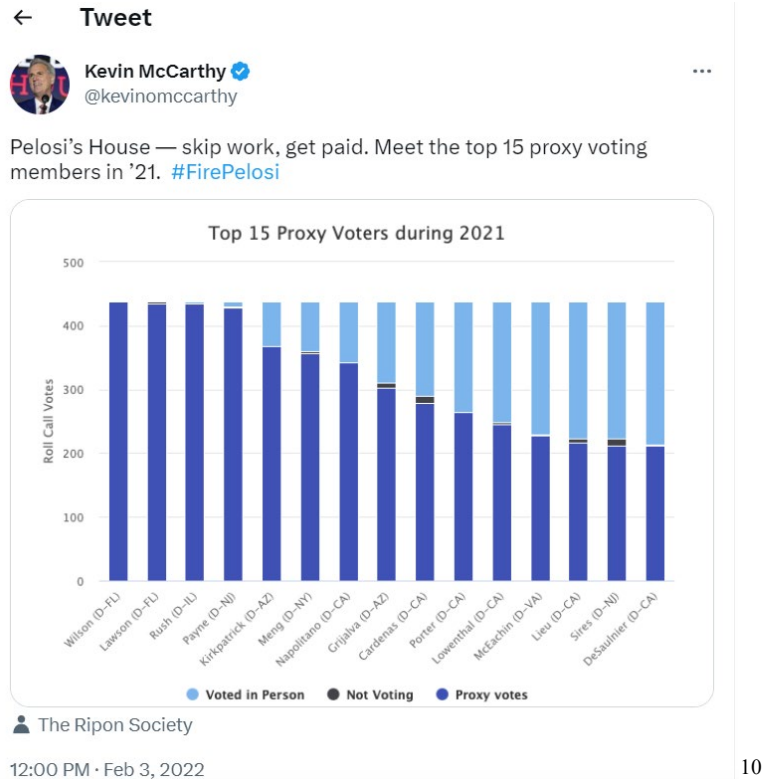 ← Tweet
Kevin McCarthy
@kevinomccarthy
Pelosi’s House — skip work, get paid. Meet the top 15 proxy voting
members in ’21. #FirePelosi
Top 15 Proxy Voters during 2021
500
400
300
200
100
0
Roll Call Votes
Wilson (D-FL)
Lawson (D-FL)
Rush (D-IL)
Payne (D-NJ)
Kirkpatrick (D-AZ)
Meng (D-NY)
Napolitano (D-CA)
Grijalva (D-AZ)
Cardenas (D-CA)
Porter (D-CA)
Lowenthal (D-CA)
McEachin (D-VA)
Lieu (D-CA)
Sires (D-NJ)
DeSaulnier (D-CA)
Voted in Person Not Voting Proxy votes
The Ripon Society
12:00 PM · Feb 3, 2022
10